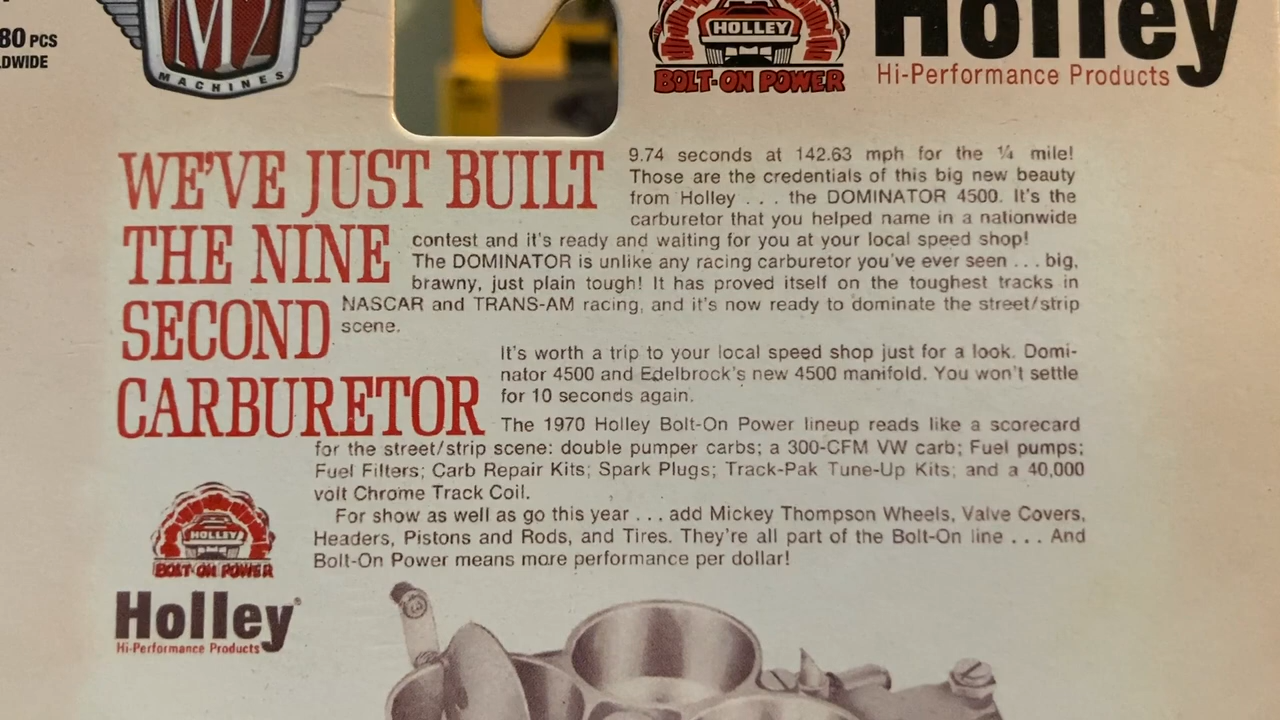 80 PCS
LDWIDE
M2
MACHINES
HOLLEY
BOLT-ON POWER
Holley
Hi-Performance Products
WE'VE JUST BUILT
THE NINE
SECOND
CARBURETOR
9.74 seconds at 142.63 mph for the ¼ mile!
Those are the credentials of this big new beauty
from Holley . . . the DOMINATOR 4500. It's the
carburetor that you helped name in a nationwide
contest and it's ready and waiting for you at your local speed shop!
The DOMINATOR is unlike any racing carburetor you've ever seen . . . big,
brawny, just plain tough! It has proved itself on the toughest tracks in
NASCAR and TRANS-AM racing, and it's now ready to dominate the street/strip
scene.
It's worth a trip to your local speed shop just for a look. Domi-
nator 4500 and Edelbrock's new 4500 manifold. You won't settle
for 10 seconds again.
The 1970 Holley Bolt-On Power lineup reads like a scorecard
for the street/strip scene: double pumper carbs; a 300-CFM VW carb; Fuel pumps;
Fuel Filters; Carb Repair Kits; Spark Plugs; Track-Pak Tune-Up Kits; and a 40,000
volt Chrome Track Coil.
For show as well as go this year . . . add Mickey Thompson Wheels, Valve Covers,
Headers, Pistons and Rods, and Tires. They're all part of the Bolt-On line . . . And
Bolt-On Power means more performance per dollar!
HOLLEY
BOLT-ON POWER
Holley®
Hi-Performance Products